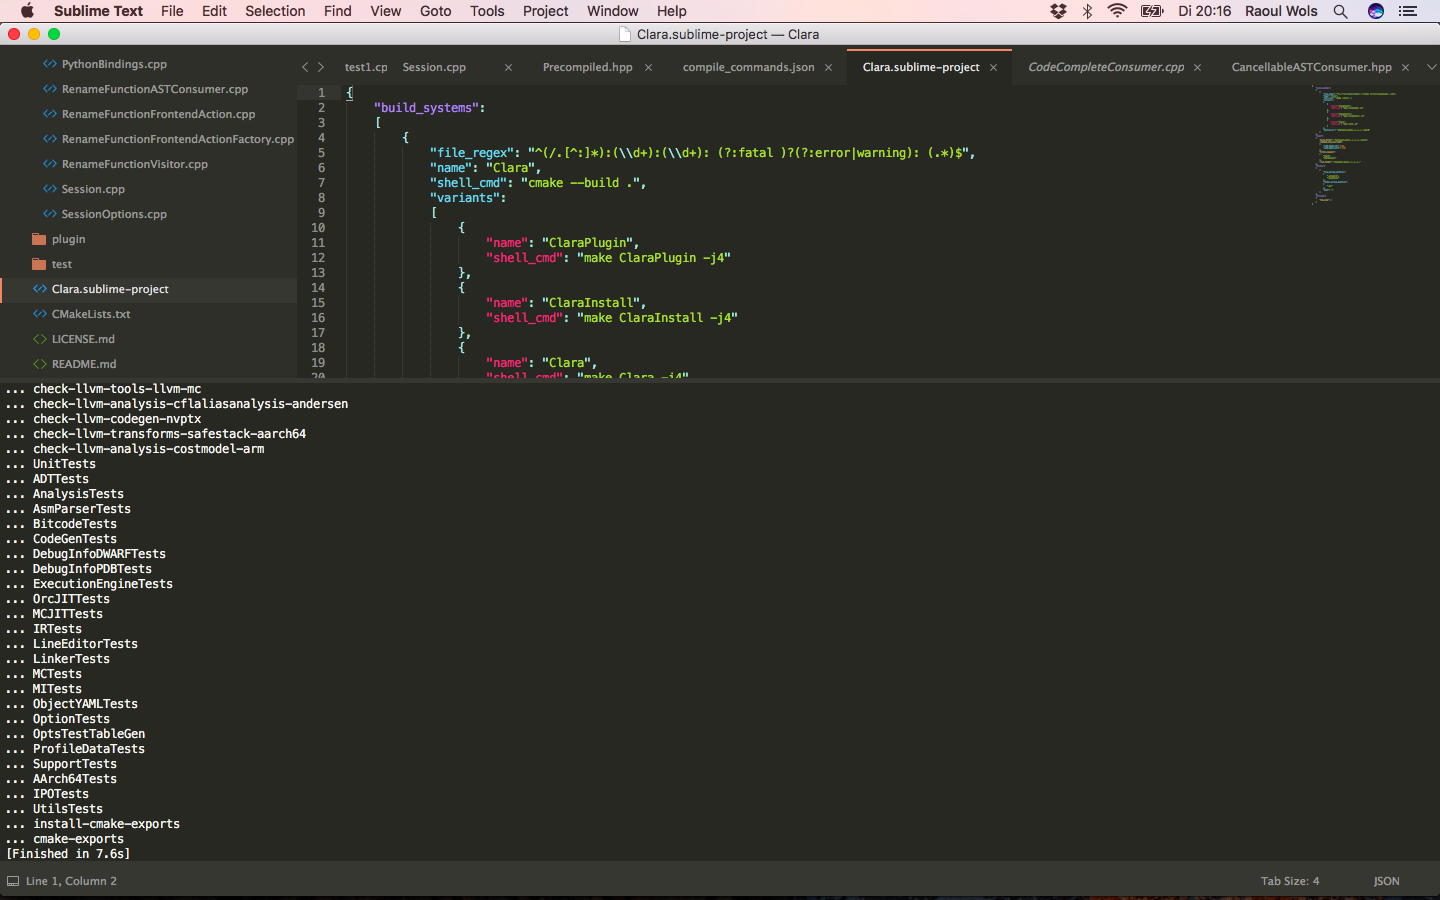 Sublime Text File Edit Selection Find View Goto Tools Project Window Help Di 20:16 Raoul Wols
Clara.sublime-project — Clara
PythonBindings.cpp
RenameFunctionASTConsumer.cpp
RenameFunctionFrontendAction.cpp
RenameFunctionFrontendActionFactory.cpp
RenameFunctionVisitor.cpp
Session.cpp
SessionOptions.cpp
plugin
test
Clara.sublime-project
CMakeLists.txt
LICENSE.md
README.md
test1.cp Session.cpp Precompiled.hpp compile_commands.json Clara.sublime-project CodeCompleteConsumer.cpp CancellableASTConsumer.hpp
1 {
2 "build_systems":
3 [
4 {
5 "file_regex": "^(/.[^:]*):(\\d+):(\\d+): (?:fatal )?(?:error|warning): (.*)$",
6 "name": "Clara",
7 "shell_cmd": "cmake --build .",
8 "variants":
9 [
10 {
11 "name": "ClaraPlugin",
12 "shell_cmd": "make ClaraPlugin -j4"
13 },
14 {
15 "name": "ClaraInstall",
16 "shell_cmd": "make ClaraInstall -j4"
17 },
18 {
19 "name": "Clara",
20 "shell_cmd": "make Clara -j4"
... check-llvm-tools-llvm-mc
... check-llvm-analysis-cflaliasanalysis-andersen
... check-llvm-codegen-nvptx
... check-llvm-transforms-safestack-aarch64
... check-llvm-analysis-costmodel-arm
... UnitTests
... ADTTests
... AnalysisTests
... AsmParserTests
... BitcodeTests
... CodeGenTests
... DebugInfoDWARFTests
... DebugInfoPDBTests
... ExecutionEngineTests
... OrcJITTests
... MCJITTests
... IRTests
... LineEditorTests
... LinkerTests
... MCTests
... MITests
... ObjectYAMLTests
... OptionTests
... OptsTestTableGen
... ProfileDataTests
... SupportTests
... AArch64Tests
... IPOTests
... UtilsTests
... install-cmake-exports
... cmake-exports
[Finished in 7.6s]
Line 1, Column 2 Tab Size: 4 JSON